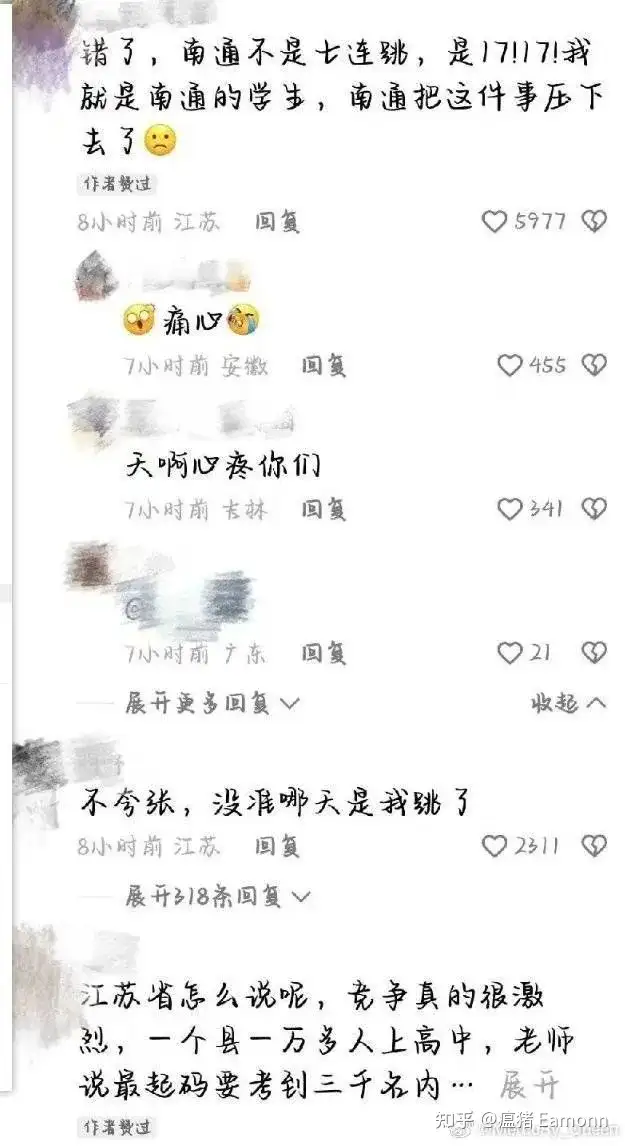 错了，南通不是七连跳，是17!17!我
就是南通的学生，南通把这件事压下
去了
作者赞过
8小时前 江苏 回复 5977
痛心
7小时前 安徽 回复 455
天啊心疼你们
7小时前 吉林 回复 341
7小时前 广东 回复 21
展开更多回复 收起
不夸张，没准哪天是我跳了
8小时前 江苏 回复 2311
展开318条回复
江苏省怎么说呢，竞争真的很激
烈，一个县一万多人上高中，老师
说最起码要考到三千名内… 展开
作者赞过
知乎 @瘟猪 Eamonn